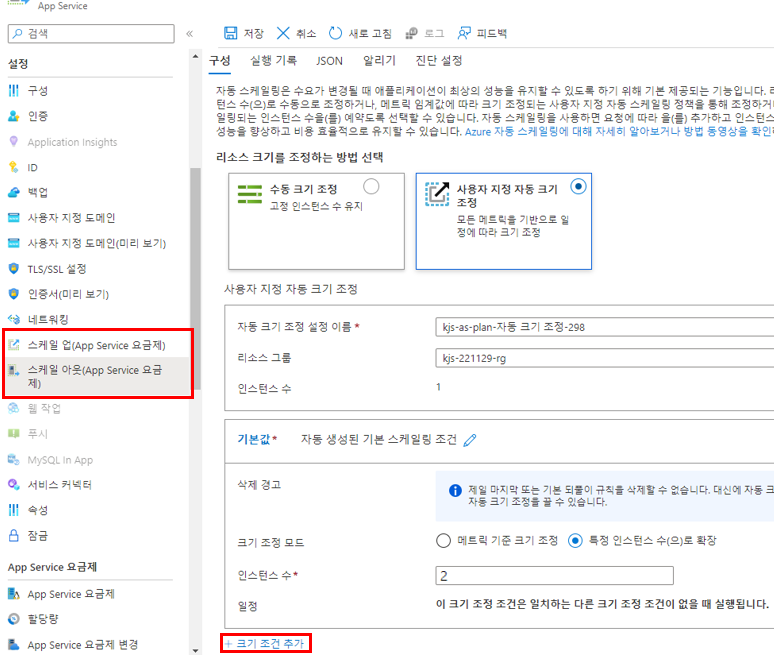 App Service
검색
«
저장
취소
새로 고침
로그
피드백
설정
구성
인증
Application Insights
ID
백업
사용자 지정 도메인
사용자 지정 도메인(미리 보기)
TLS/SSL 설정
인증서(미리 보기)
네트워킹
스케일 업(App Service 요금제)
스케일 아웃(App Service 요금
제)
웹 작업
푸시
MySQL In App
서비스 커넥터
속성
잠금
App Service 요금제
App Service 요금제
할당량
App Service 요금제 변경
구성
실행 기록
JSON
알리기
진단 설정
자동 스케일링은 수요가 변경될 때 애플리케이션이 최상의 성능을 유지할 수 있도록 하기 위해 기본 제공되는 기능입니다.
턴스 수(으)로 수동으로 조정하거나, 메트릭 임계값에 따라 크기 조정되는 사용자 지정 자동 스케일링 정책을 통해 조정하거
일링되는 인스턴스 수을(를) 예약도록 선택할 수 있습니다. 자동 스케일링을 사용하면 요청에 따라 을(를) 추가하고 인스턴스
성능을 향상하고 비용 효율적으로 유지할 수 있습니다. Azure 자동 스케일링에 대해 자세히 알아보거나 방법 동영상을 확인
리소스 크기를 조정하는 방법 선택
수동 크기 조정
고정 인스턴스 수 유지
사용자 지정 자동 크기
조정
모든 메트릭을 기반으로 일
정에 따라 크기 조정
사용자 지정 자동 크기 조정
자동 크기 조정 설정 이름 *
kjs-as-plan-자동 크기 조정-298
리소스 그룹
kjs-221129-rg
인스턴스 수
1
기본값*
자동 생성된 기본 스케일링 조건
삭제 경고
제일 마지막 또는 기본 되풀이 규칙을 삭제할 수 없습니다. 대신에 자동 크
자동 크기 조정을 끌 수 있습니다.
크기 조정 모드
메트릭 기준 크기 조정
특정 인스턴스 수(으)로 확장
인스턴스 수*
2
일정
이 크기 조정 조건은 일치하는 다른 크기 조정 조건이 없을 때 실행됩니다.
+ 크기 조건 추가